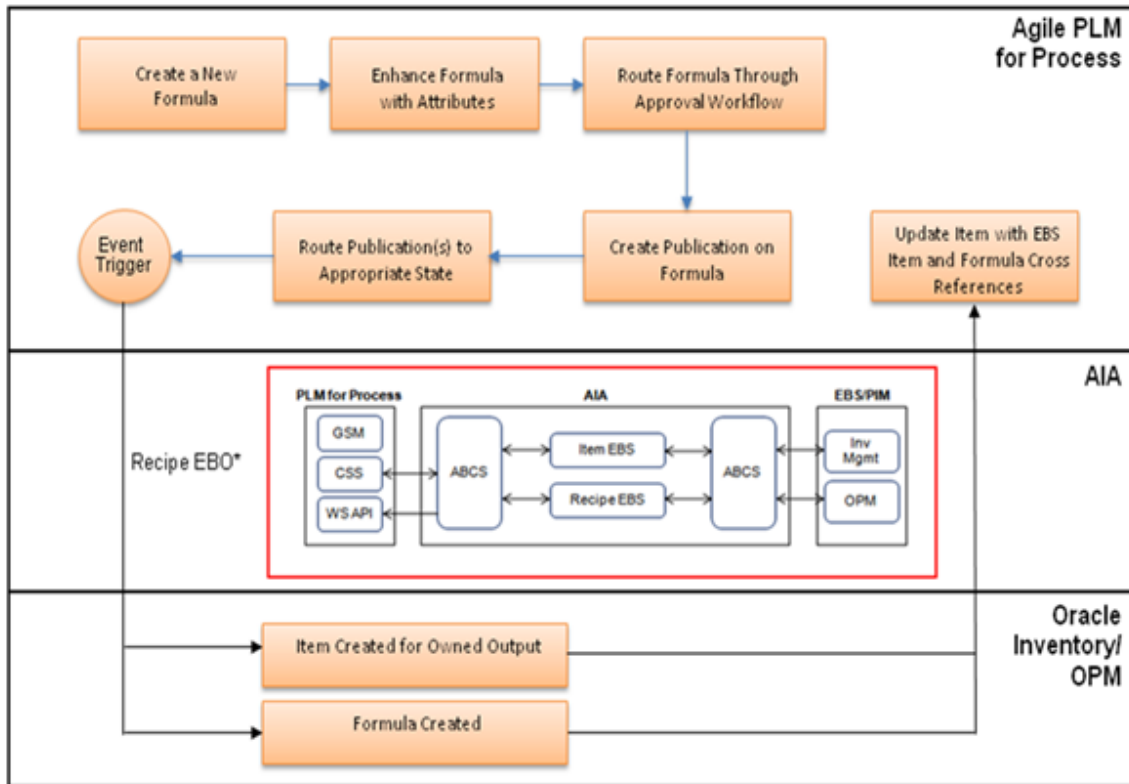 Agile PLM
for Process
Create a New
Formula
Enhance Formula
with Attributes
Route Formula Through
Approval Workflow
Event
Trigger
Route Publication(s) to
Appropriate State
Create Publication on
Formula
Update Item with EBS
Item and Formula Cross
References
AIA
Recipe EBO*
PLM for Process
AIA
EBS/PIM
GSM
CSS
WS API
ABCS
Item EBS
Recipe EBS
ABCS
Inv
Mgmt
OPM
Oracle
Inventory/
OPM
Item Created for Owned Output
Formula Created